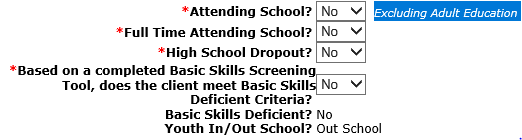 *Attending School? No Excluding Adult Education
*Full Time Attending School? No
*High School Dropout? No
*Based on a completed Basic Skills Screening
Tool, does the client meet Basic Skills No
Deficient Criteria?
Basic Skills Deficient? No
Youth In/Out School? Out School